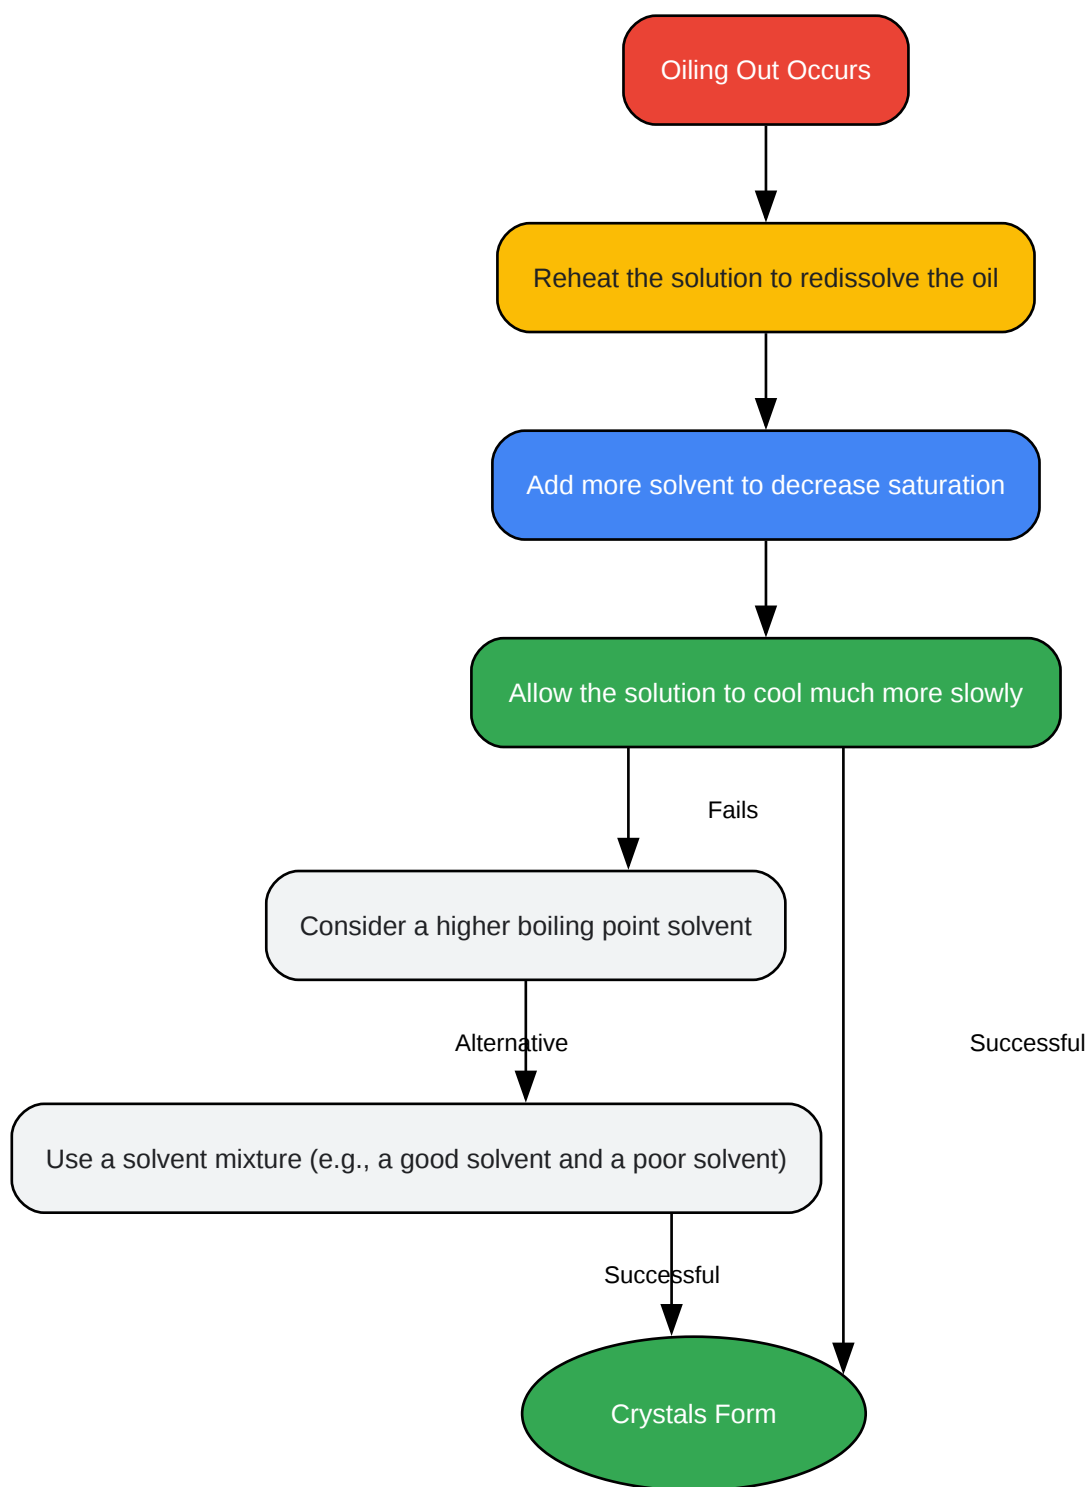 Oiling Out Occurs
Reheat the solution to redissolve the oil
Add more solvent to decrease saturation
Allow the solution to cool much more slowly
Fails
Consider a higher boiling point solvent
Alternative
Successful
Use a solvent mixture (e.g., a good solvent and a poor solvent)
Successful
Crystals Form